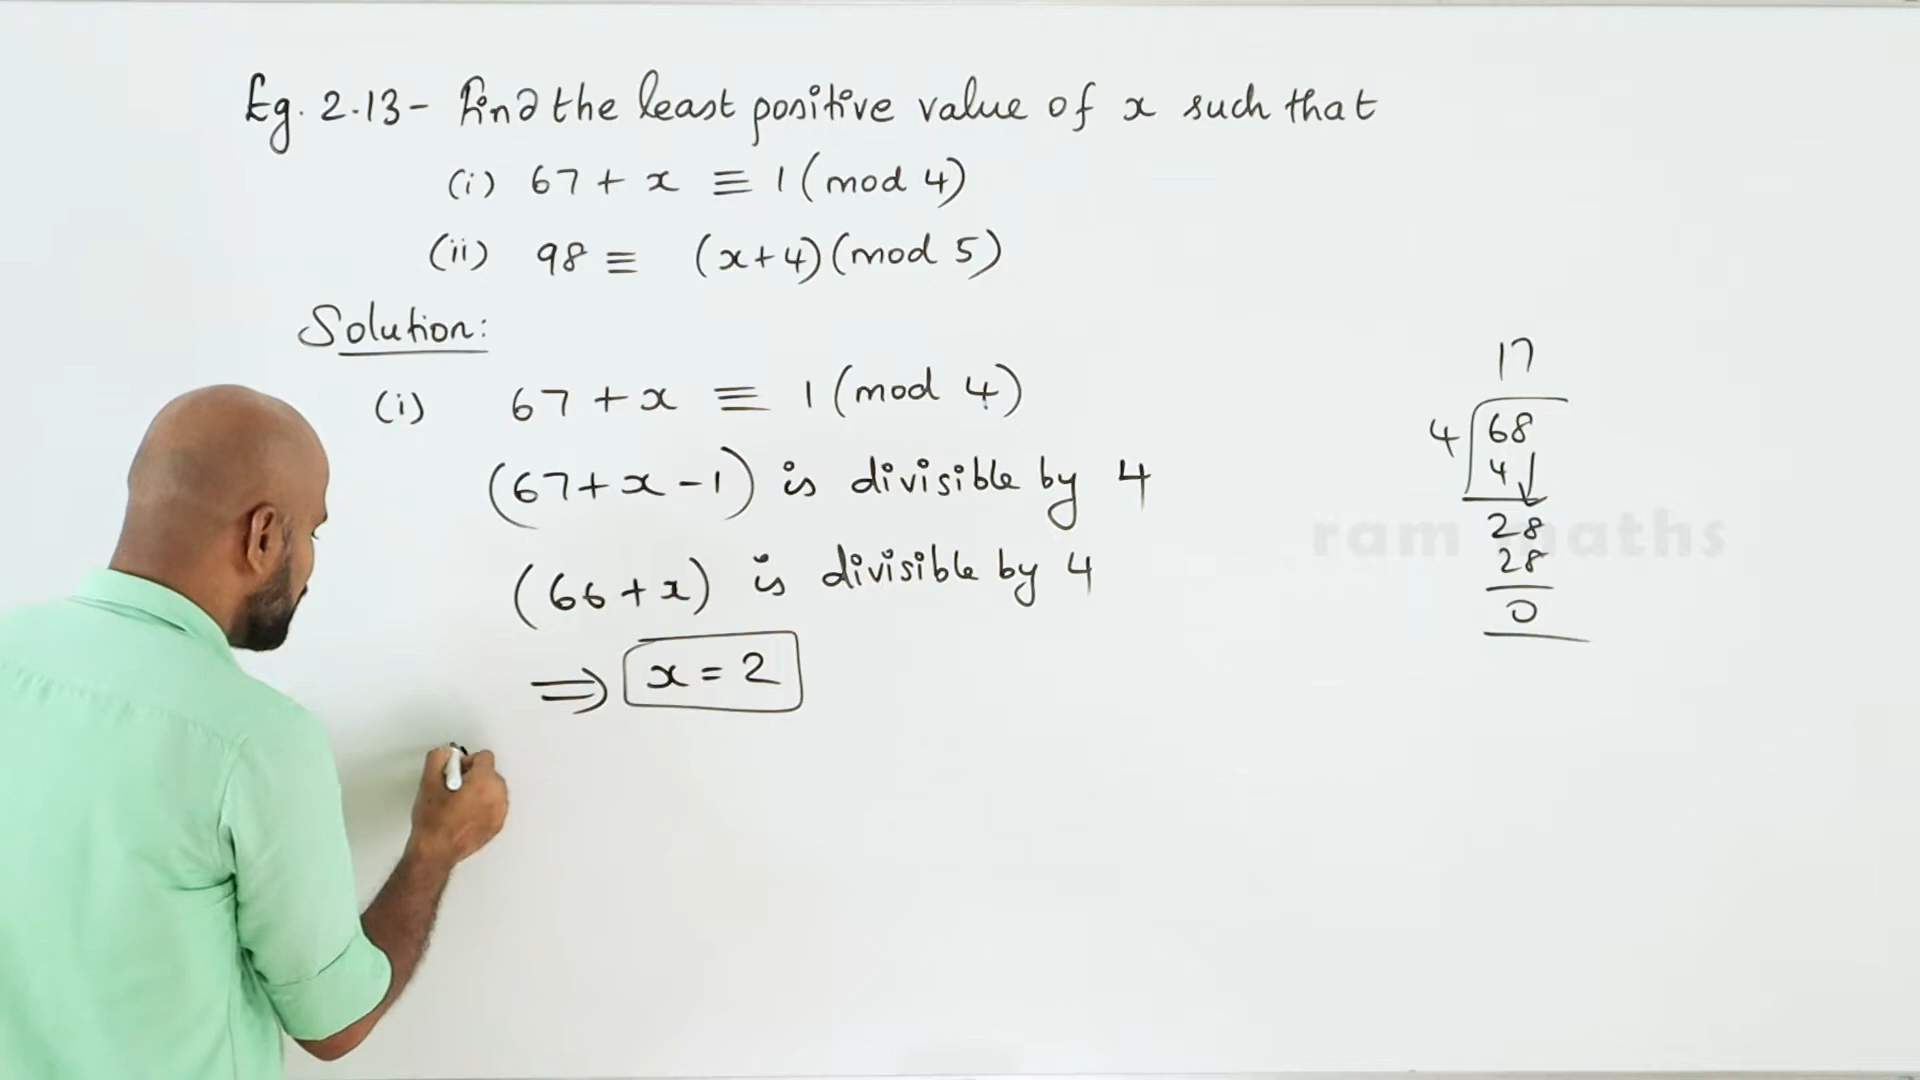 Eg. 2.13- Find the least positive value of x such that
(i) 67 + x ≡ 1 (mod 4)
(ii) 98 ≡ (x+4) (mod 5)
Solution:
(i) 67 + x ≡ 1 (mod 4)
(67 + x - 1) is divisible by 4
(66 + x) is divisible by 4
⇒ x = 2
17
4 68
4↓
28
28
0
ram maths